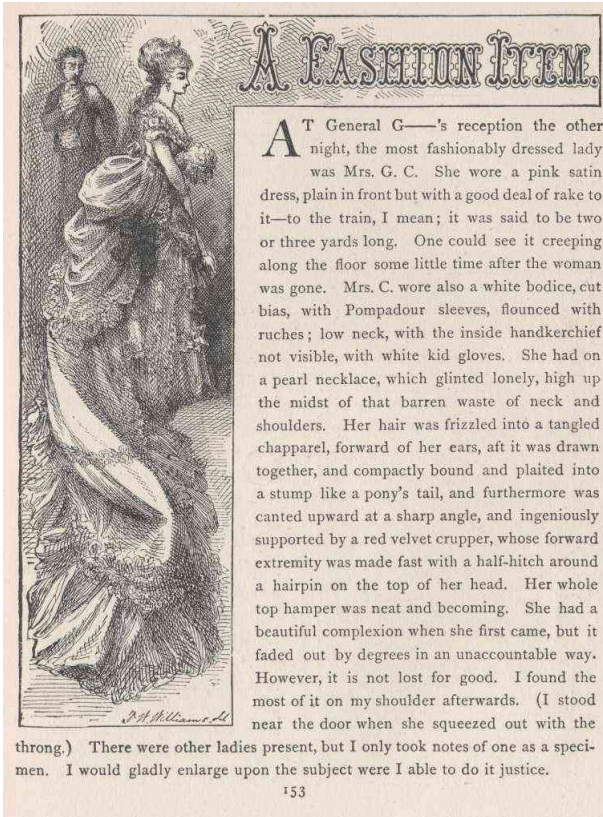 A FASHION ITEM.
AT General G——'s reception the other
night, the most fashionably dressed lady
was Mrs. G. C. She wore a pink satin
dress, plain in front but with a good deal of rake to
it—to the train, I mean; it was said to be two
or three yards long. One could see it creeping
along the floor some little time after the woman
was gone. Mrs. C. wore also a white bodice, cut
bias, with Pompadour sleeves, flounced with
ruches; low neck, with the inside handkerchief
not visible, with white kid gloves. She had on
a pearl necklace, which glinted lonely, high up
the midst of that barren waste of neck and
shoulders. Her hair was frizzled into a tangled
chapparel, forward of her ears, aft it was drawn
together, and compactly bound and plaited into
a stump like a pony's tail, and furthermore was
canted upward at a sharp angle, and ingeniously
supported by a red velvet crupper, whose forward
extremity was made fast with a half-hitch around
a hairpin on the top of her head. Her whole
top hamper was neat and becoming. She had a
beautiful complexion when she first came, but it
faded out by degrees in an unaccountable way.
However, it is not lost for good. I found the
most of it on my shoulder afterwards. (I stood
near the door when she squeezed out with the
throng.) There were other ladies present, but I only took notes of one as a speci-
men. I would gladly enlarge upon the subject were I able to do it justice.
T. W. Williams. del
153